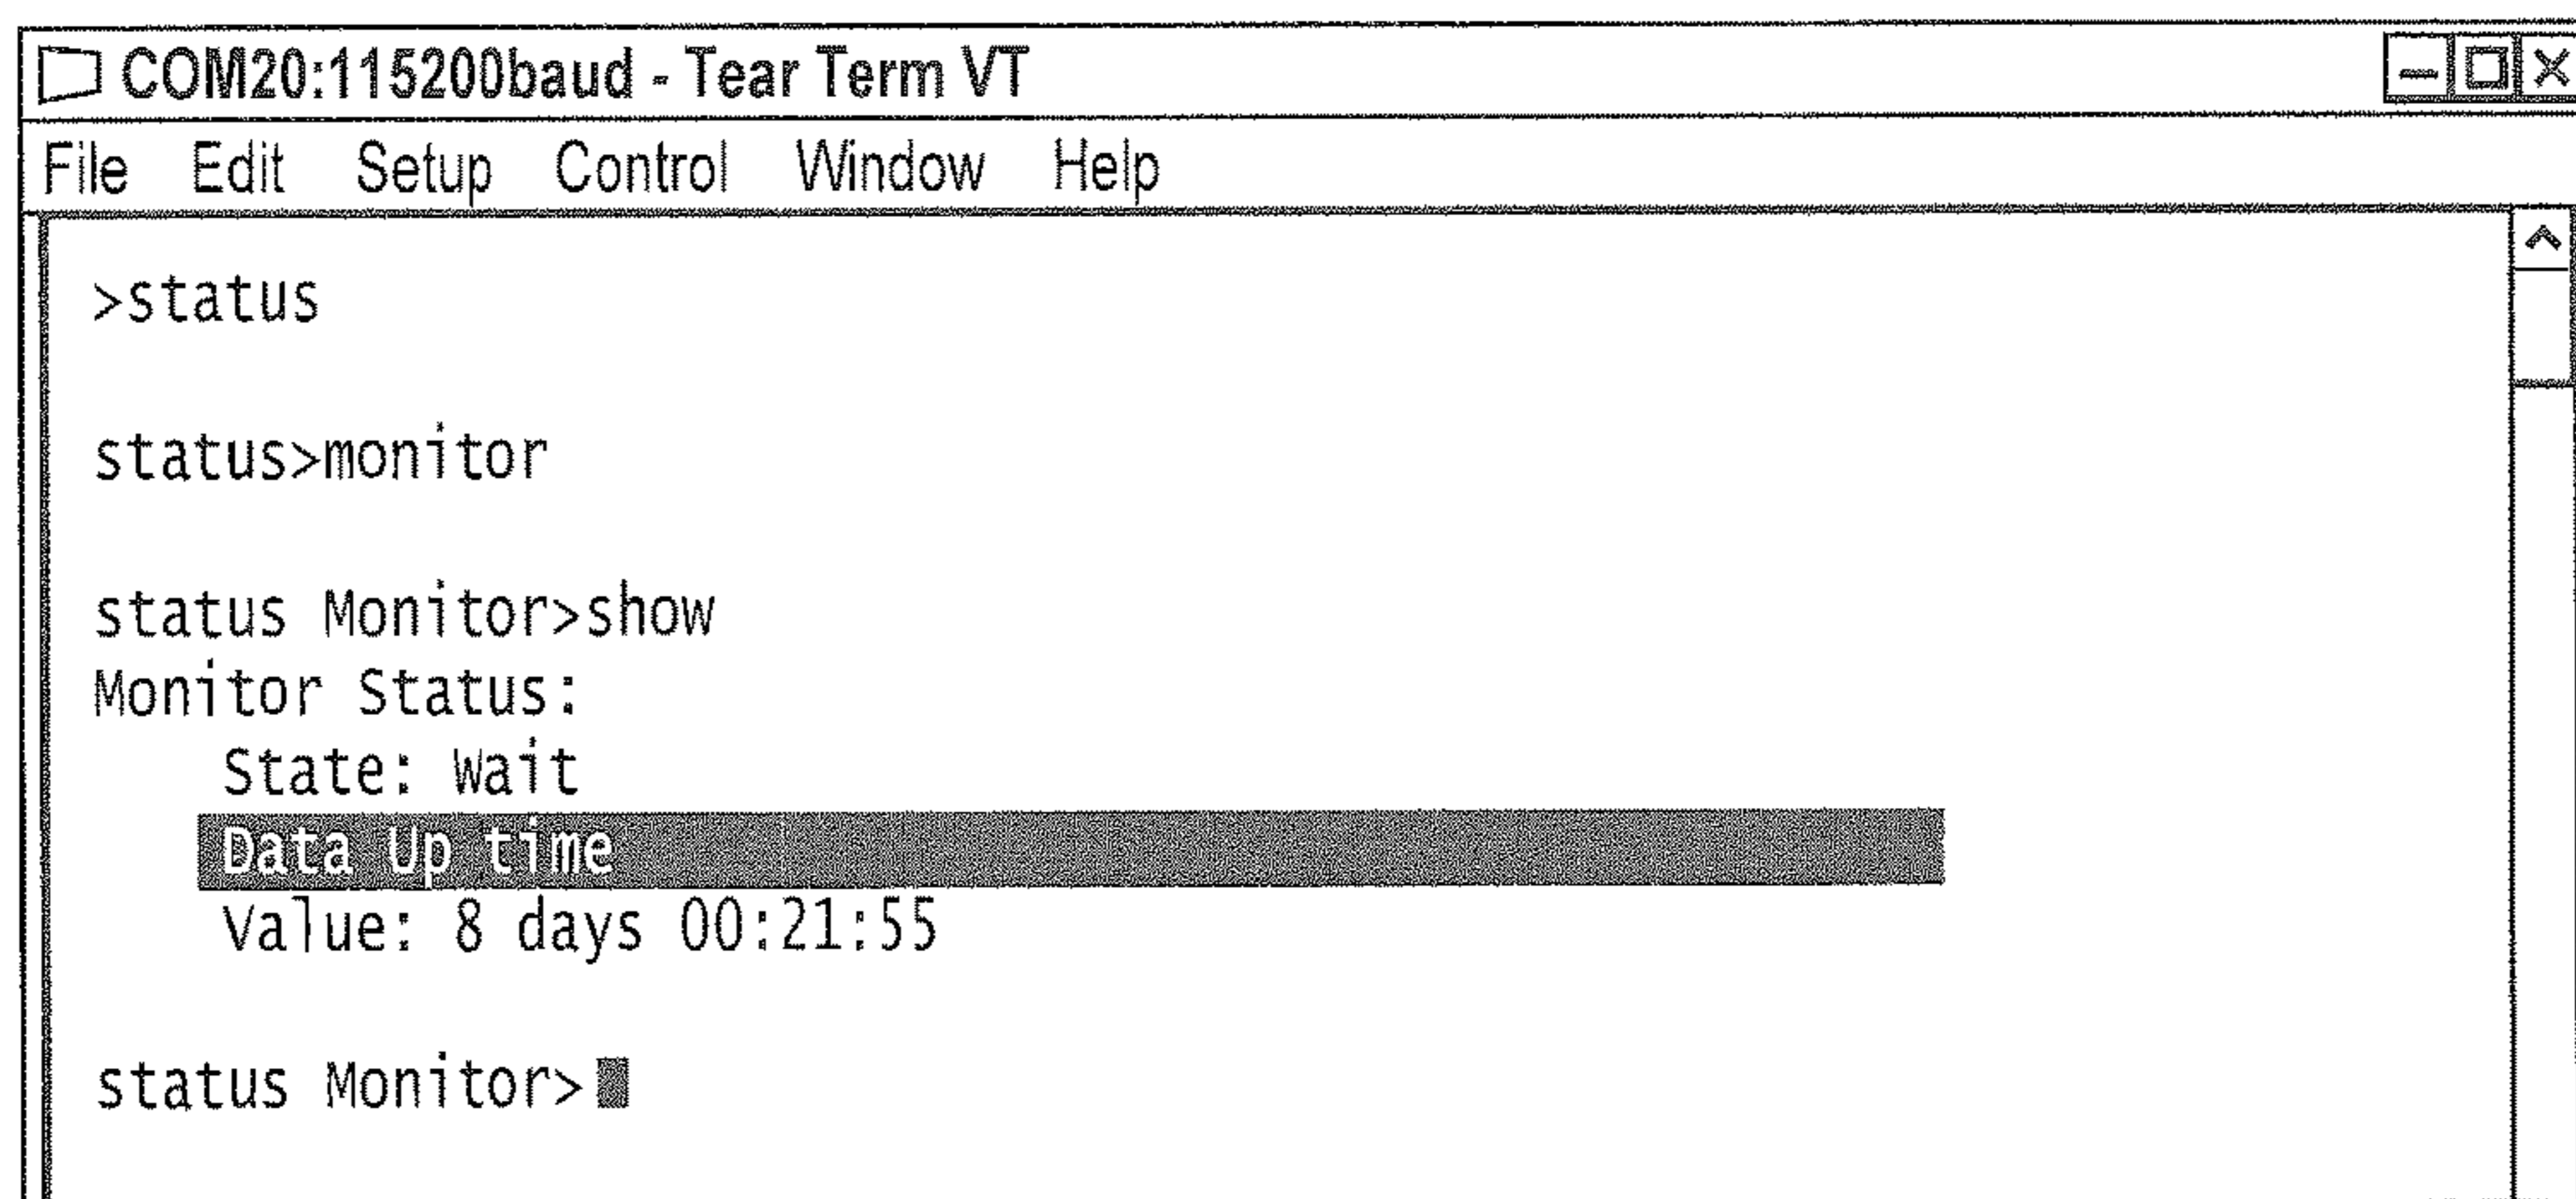 COM20:115200baud - Tear Term VT
File Edit Setup Control Window Help
>status
status>monitor
status Monitor>show
Monitor Status:
State: Wait
Data Up time
Value: 8 days 00:21:55
status Monitor>